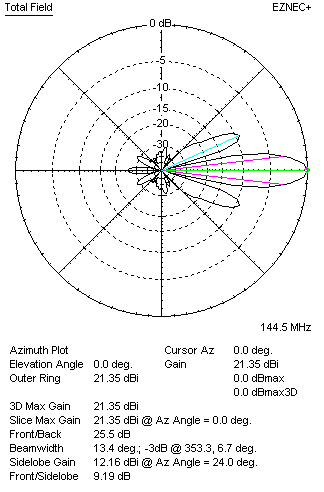 Total Field EZNEC+
0 dB
-5
-10
-15
-20
-30
144.5 MHz
Azimuth Plot Cursor Az 0.0 deg.
Elevation Angle 0.0 deg. Gain 21.35 dBi
Outer Ring 21.35 dBi 0.0 dBmax
0.0 dBmax3D
3D Max Gain 21.35 dBi
Slice Max Gain 21.35 dBi @ Az Angle = 0.0 deg.
Front/Back 25.5 dB
Beamwidth 13.4 deg.; -3dB @ 353.3, 6.7 deg.
Sidelobe Gain 12.16 dBi @ Az Angle = 24.0 deg.
Front/Sidelobe 9.19 dB